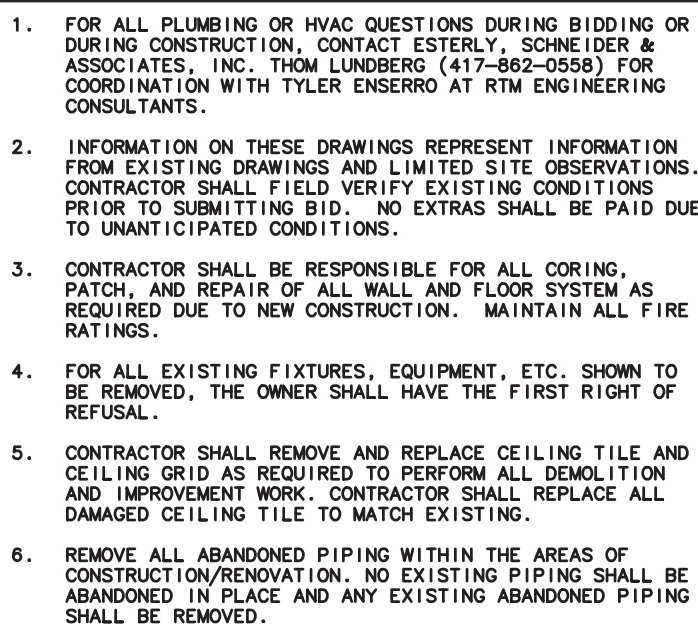 1. FOR ALL PLUMBING OR HVAC QUESTIONS DURING BIDDING OR
DURING CONSTRUCTION, CONTACT ESTERLY, SCHNEIDER &
ASSOCIATES, INC. THOM LUNDBERG (417–862–0558) FOR
COORDINATION WITH TYLER ENSERRO AT RTM ENGINEERING
CONSULTANTS.
2. INFORMATION ON THESE DRAWINGS REPRESENT INFORMATION
FROM EXISTING DRAWINGS AND LIMITED SITE OBSERVATIONS.
CONTRACTOR SHALL FIELD VERIFY EXISTING CONDITIONS
PRIOR TO SUBMITTING BID. NO EXTRAS SHALL BE PAID DUE
TO UNANTICIPATED CONDITIONS.
3. CONTRACTOR SHALL BE RESPONSIBLE FOR ALL CORING,
PATCH, AND REPAIR OF ALL WALL AND FLOOR SYSTEM AS
REQUIRED DUE TO NEW CONSTRUCTION. MAINTAIN ALL FIRE
RATINGS.
4. FOR ALL EXISTING FIXTURES, EQUIPMENT, ETC. SHOWN TO
BE REMOVED, THE OWNER SHALL HAVE THE FIRST RIGHT OF
REFUSAL.
5. CONTRACTOR SHALL REMOVE AND REPLACE CEILING TILE AND
CEILING GRID AS REQUIRED TO PERFORM ALL DEMOLITION
AND IMPROVEMENT WORK. CONTRACTOR SHALL REPLACE ALL
DAMAGED CEILING TILE TO MATCH EXISTING.
6. REMOVE ALL ABANDONED PIPING WITHIN THE AREAS OF
CONSTRUCTION/RENOVATION. NO EXISTING PIPING SHALL BE
ABANDONED IN PLACE AND ANY EXISTING ABANDONED PIPING
SHALL BE REMOVED.